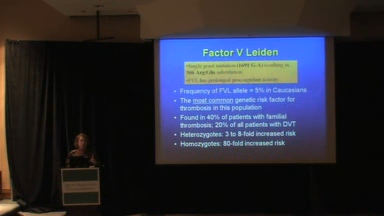 Factor V Leiden
•Single point mutation (1691 G-A) resulting in
506 Arg/Gln substitution
•FVL has prolonged procoagulant activity
• Frequency of FVL allele = 5% in Caucasians
• The most common genetic risk factor for
thrombosis in this population
• Found in 40% of patients with familial
thrombosis; 20% of all patients with DVT
• Heterozygotes: 3 to 8-fold increased risk
• Homozygotes: 80-fold increased risk